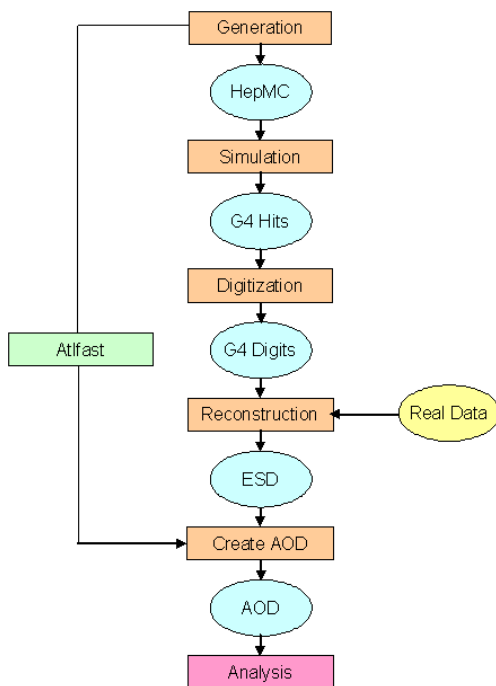 Generation
HepMC
Simulation
G4 Hits
Digitization
Atlfast
G4 Digits
Reconstruction
Real Data
ESD
Create AOD
AOD
Analysis